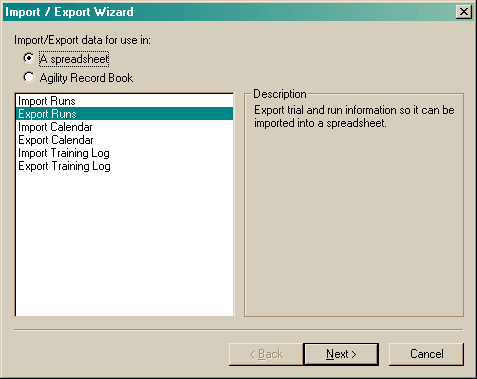 Import / Export Wizard
Import/Export data for use in:
A spreadsheet
Agility Record Book
Import Runs
Export Runs
Import Calendar
Export Calendar
Import Training Log
Export Training Log
Description
Export trial and run information so it can be
imported into a spreadsheet.
< Back
Next >
Cancel